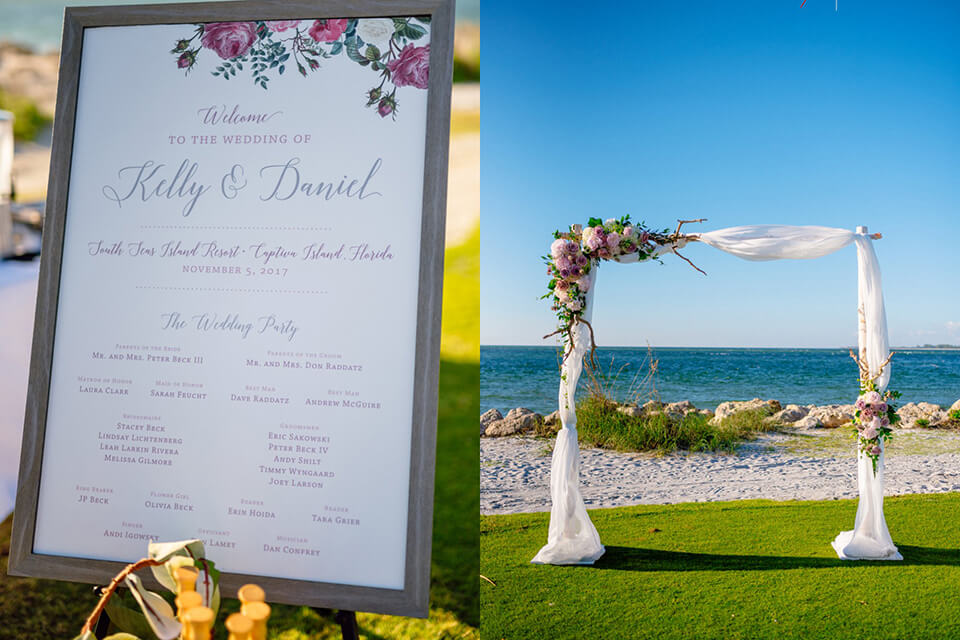 Welcome
TO THE WEDDING OF
Kelly & Daniel
South Seas Island Resort • Captiva Island, Florida
NOVEMBER 5, 2017
The Wedding Party
Parents of the Bride
Mr. and Mrs. Peter Beck III
Parents of the Groom
Mr. and Mrs. Don Raddatz
Matron of Honor
Laura Clark
Maid of Honor
Sarah Feucht
Best Man
Dave Raddatz
Best Man
Andrew McGuire
Bridesmaids
Stacey Beck
Lindsay Lichtenberg
Leah Larkin Rivera
Melissa Gilmore
Groomsmen
Eric Sakowski
Peter Beck IV
Andy Shilt
Timmy Wyngaard
Joey Larson
Ring Bearer
JP Beck
Flower Girl
Olivia Beck
Reader
Erin Hoida
Reader
Tara Grier
Singer
Andi Igowsky
Officiant
Lamey
Musician
Dan Confrey